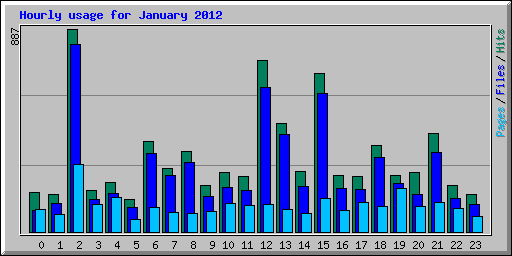 Hourly usage for January 2012
887
Pages / Files / Hits
0 1 2 3 4 5 6 7 8 9 10 11 12 13 14 15 16 17 18 19 20 21 22 23